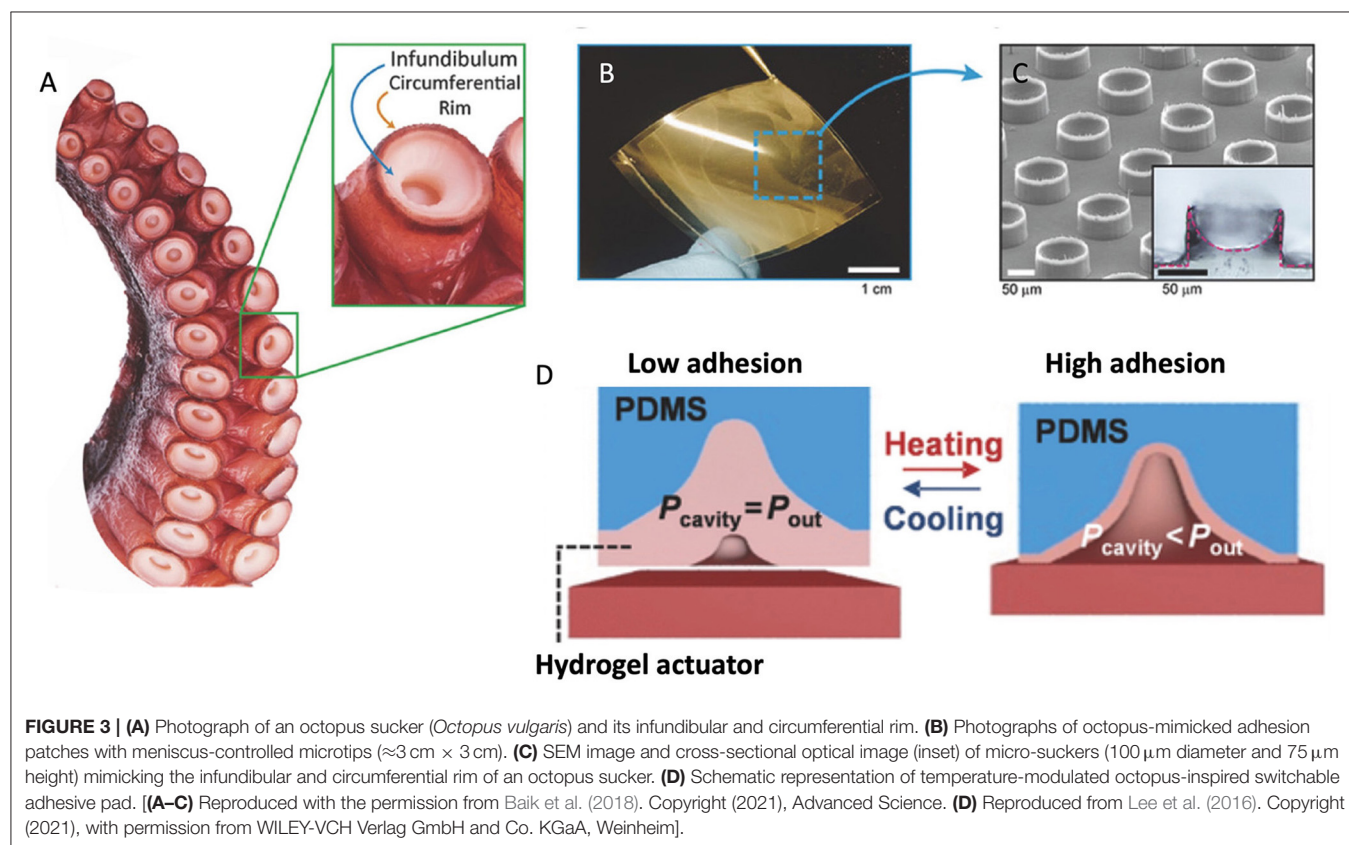 A
Infundibulum
Circumferential
Rim
B
1 cm
C
50 μm
50 μm
D
Low adhesion
High adhesion
PDMS
P cavity = P out
Heating
Cooling
PDMS
P cavity < P out
Hydrogel actuator
FIGURE 3 | (A) Photograph of an octopus sucker (Octopus vulgaris) and its infundibular and circumferential rim. (B) Photographs of octopus-mimicked adhesion
patches with meniscus-controlled microtips (≈3 cm × 3 cm). (C) SEM image and cross-sectional optical image (inset) of micro-suckers (100 μm diameter and 75 μm
height) mimicking the infundibular and circumferential rim of an octopus sucker. (D) Schematic representation of temperature-modulated octopus-inspired switchable
adhesive pad. [(A–C) Reproduced with the permission from Baik et al. (2018). Copyright (2021), Advanced Science. (D) Reproduced from Lee et al. (2016). Copyright
(2021), with permission from WILEY-VCH Verlag GmbH and Co. KGaA, Weinheim].